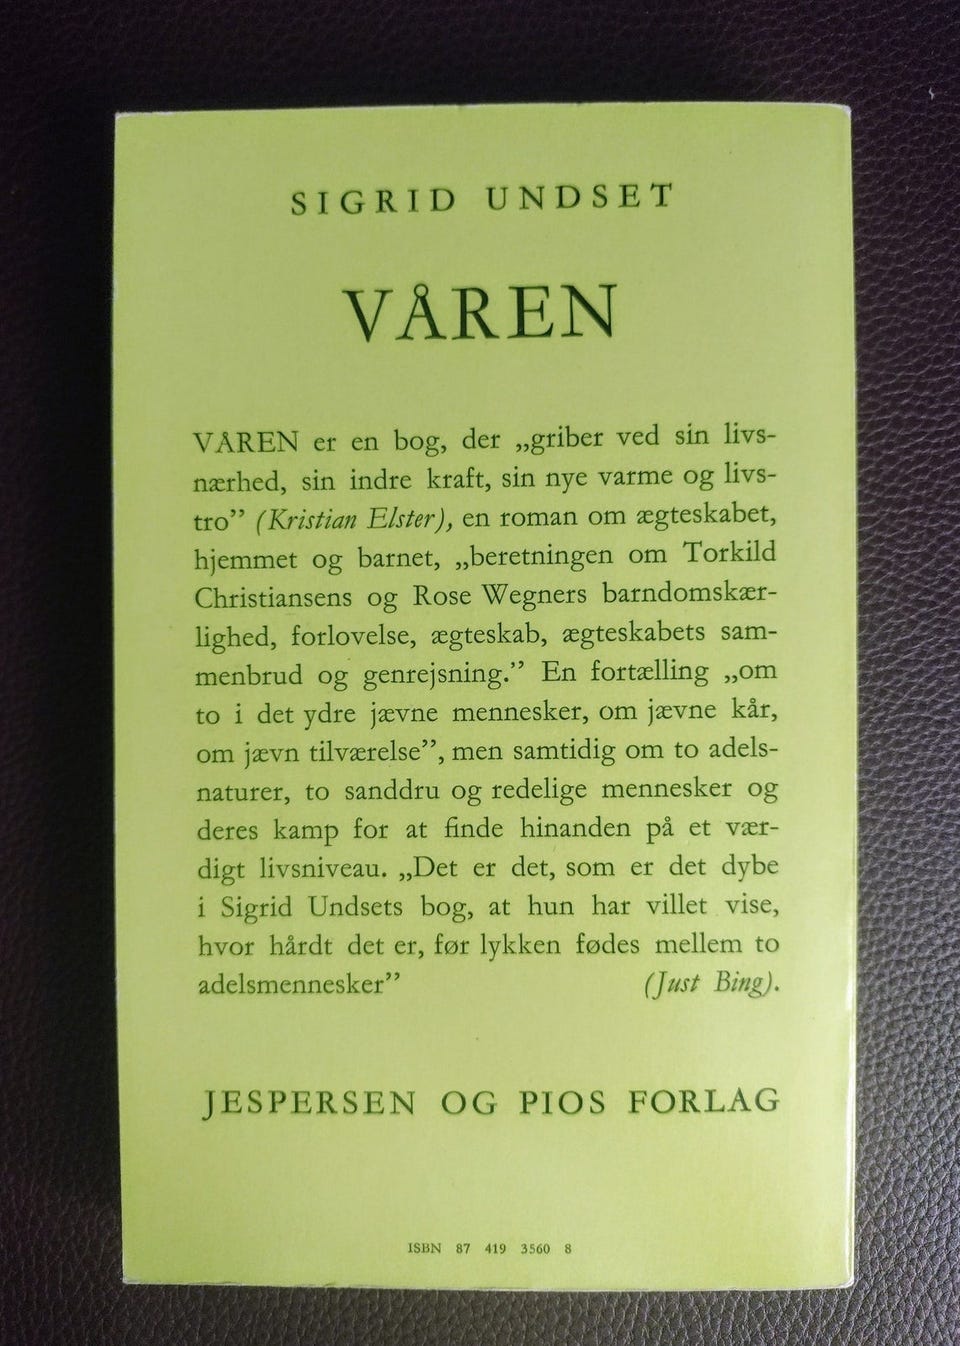 SIGRID UNDSET
VÅREN
VÅREN er en bog, der „griber ved sin livs-
nærhed, sin indre kraft, sin nye varme og livs-
tro” (Kristian Elster), en roman om ægteskabet,
hjemmet og barnet, „beretningen om Torkild
Christiansens og Rose Wegners barndomskær-
lighed, forlovelse, ægteskab, ægteskabets sam-
menbrud og genrejsning.” En fortælling „om
to i det ydre jævne mennesker, om jævne kår,
om jævn tilværelse”, men samtidig om to adels-
naturer, to sanddru og redelige mennesker og
deres kamp for at finde hinanden på et vær-
digt livsniveau. „Det er det, som er det dybe
i Sigrid Undsets bog, at hun har villet vise,
hvor hårdt det er, før lykken fødes mellem to
adelsmennesker” (Just Bing).
JESPERSEN OG PIOS FORLAG
ISBN 87 419 3560 8